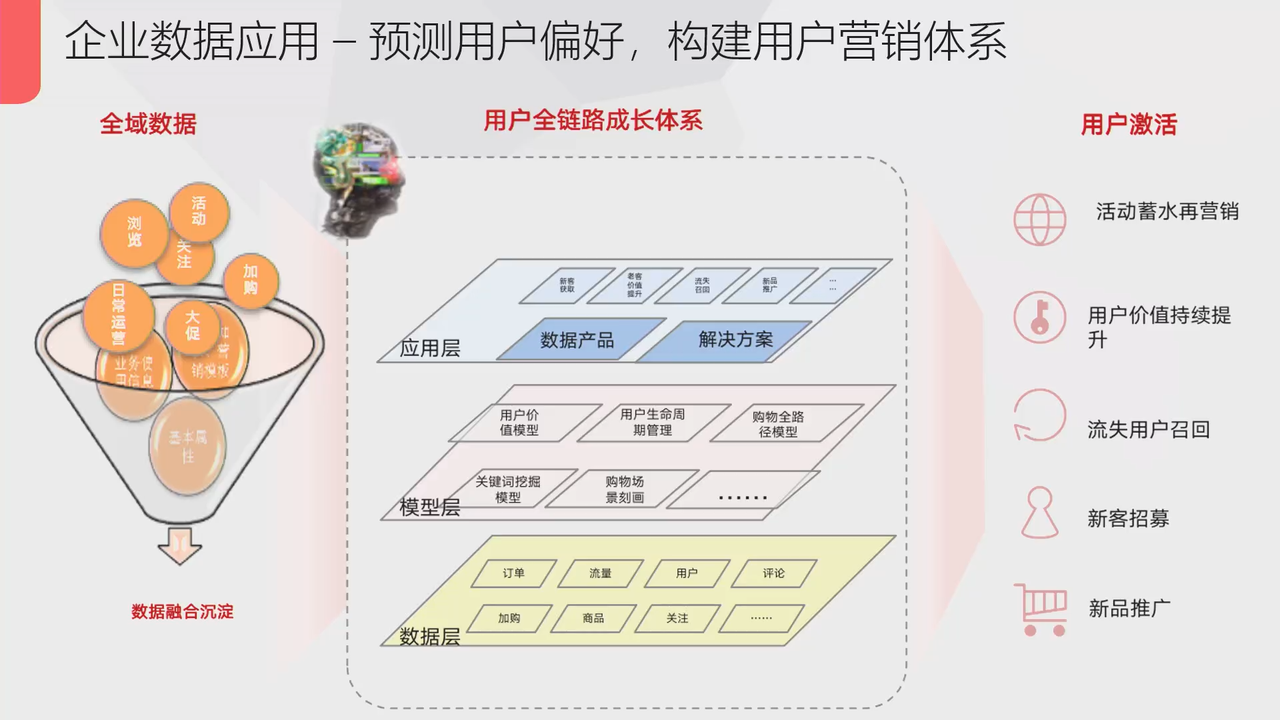 企业数据应用 – 预测用户偏好，构建用户营销体系
全域数据
用户全链路成长体系
用户激活
活
动
浏
览
关
注
加
购
日
常
运
营
大
促
业务使
用信息
营
销模板
基本属
性
数据融合沉淀
新客
获取
老客
价值
提升
流失
召回
新品
推广
...
...
数据产品
解决方案
应用层
用户价
值模型
用户生命周
期管理
购物全路
径模型
关键词挖掘
模型
购物场
景刻画
......
模型层
订单
流量
用户
评论
加购
商品
关注
……
数据层
活动蓄水再营销
用户价值持续提
升
流失用户召回
新客招募
新品推广